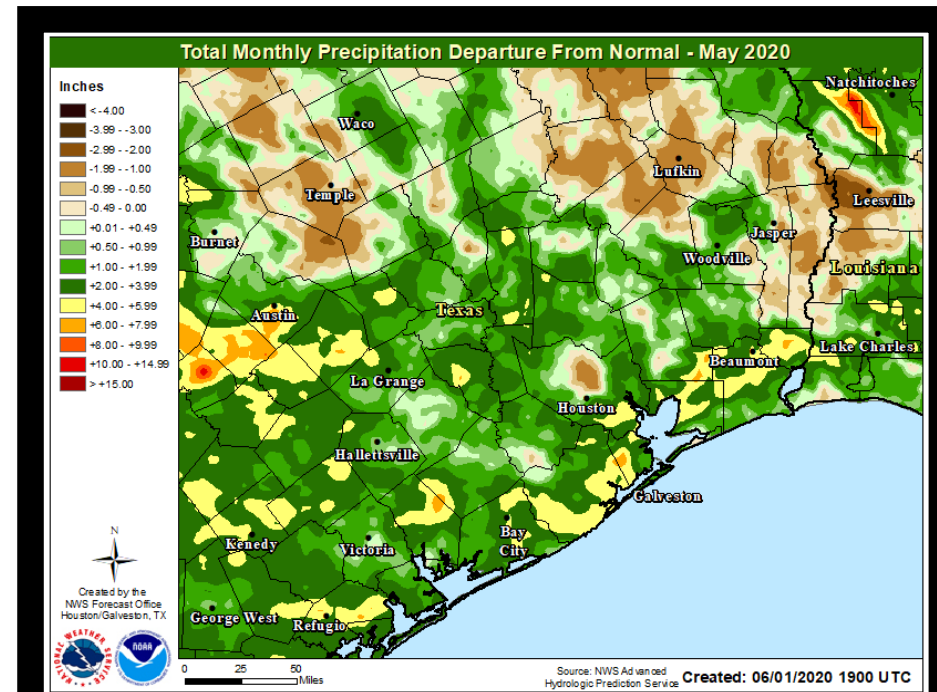 Total Monthly Precipitation Departure From Normal - May 2020
Inches
< -4.00
-3.99 - -3.00
-2.99 - -2.00
-1.99 - -1.00
-0.99 - -0.50
-0.49 - 0.00
+0.01 - +0.49
+0.50 - +0.99
+1.00 - +1.99
+2.00 - +3.99
+4.00 - +5.99
+6.00 - +7.99
+8.00 - +9.99
+10.00 - +14.99
> +15.00
Natchitoches
Waco
Lufkin
Temple
Leesville
Burnet
Jasper
Woodville
Louisiana
Austin
Texas
Lake Charles
Beaumont
La Grange
Houston
Hallettsville
Galveston
Bay
City
Kenedy
Victoria
George West
Refugio
N
Created by the
NWS Forecast Office
Houston/Galveston, TX
NATIONAL WEATHER SERVICE
NOAA
0 25 50
Miles
Source: NWS Advanced
Hydrologic Prediction Service
Created: 06/01/2020 1900 UTC